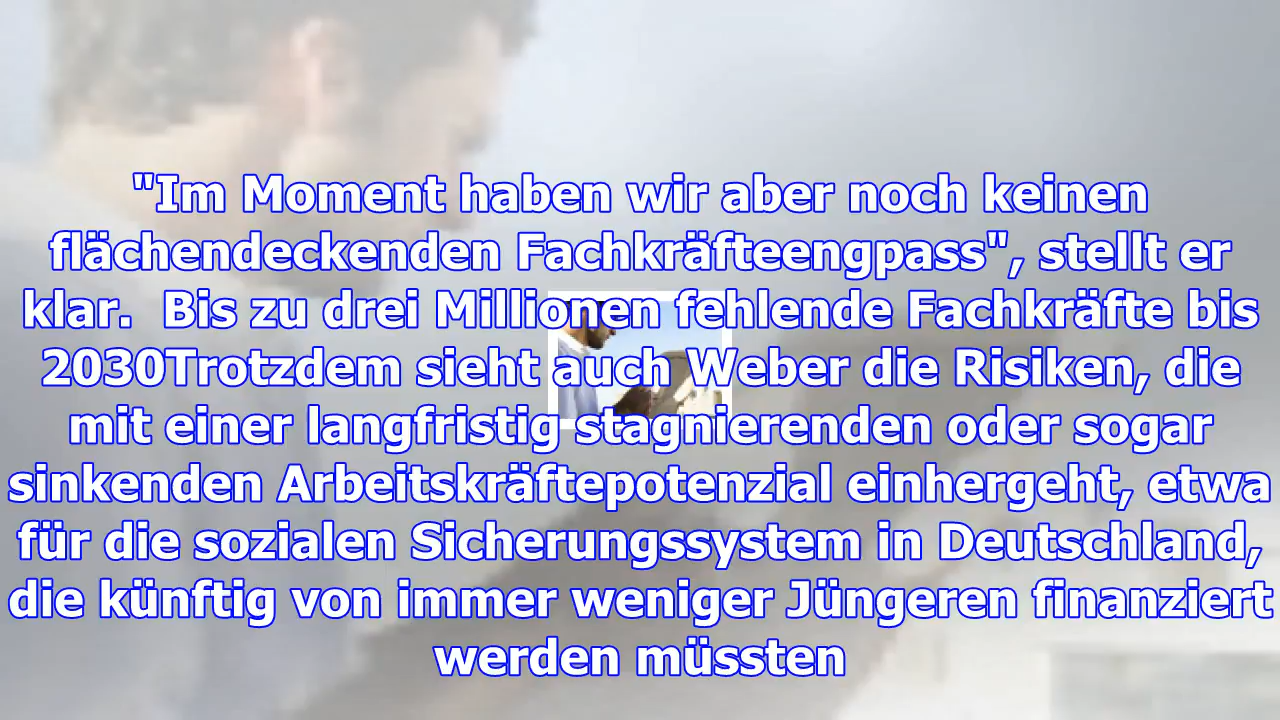 "Im Moment haben wir aber noch keinen
flächendeckenden Fachkräfteengpass", stellt er
klar.  Bis zu drei Millionen fehlende Fachkräfte bis
2030Trotzdem sieht auch Weber die Risiken, die
mit einer langfristig stagnierenden oder sogar
sinkenden Arbeitskräftepotenzial einhergeht, etwa
für die sozialen Sicherungssystem in Deutschland,
die künftig von immer weniger Jüngeren finanziert
werden müssten